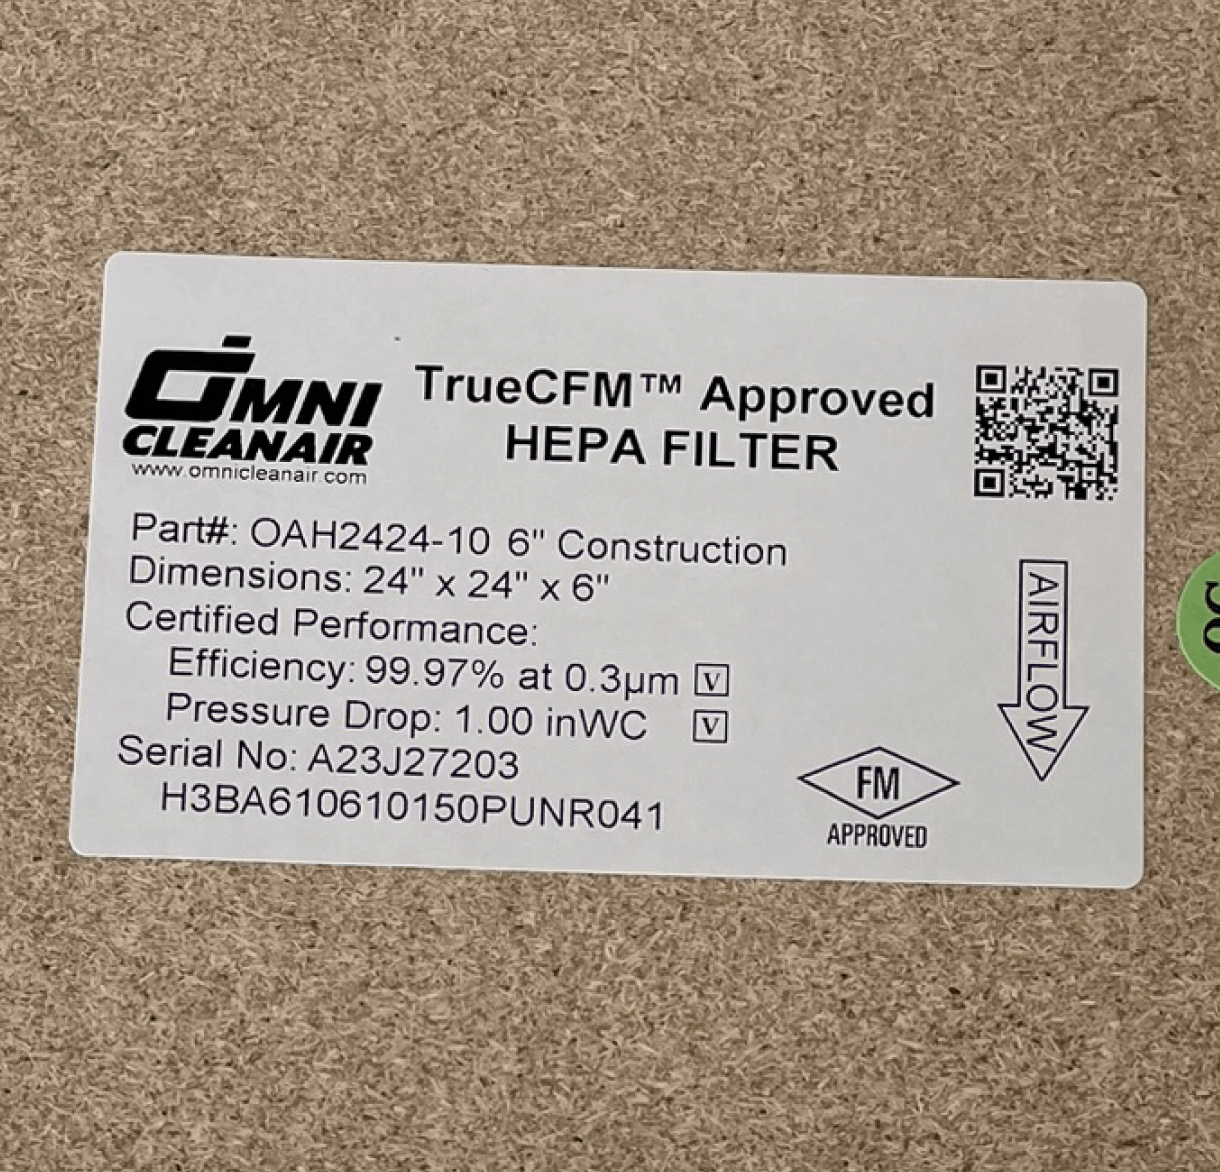 OMNI
CLEANAIR
www.omnicleanair.com
TrueCFM™ Approved
HEPA FILTER
Part#: OAH2424-10 6" Construction
Dimensions: 24" x 24" x 6"
Certified Performance:
Efficiency: 99.97% at 0.3µm V
Pressure Drop: 1.00 inWC V
Serial No: A23J27203
H3BA610610150PUNR041
AIRFLOW
FM
APPROVED